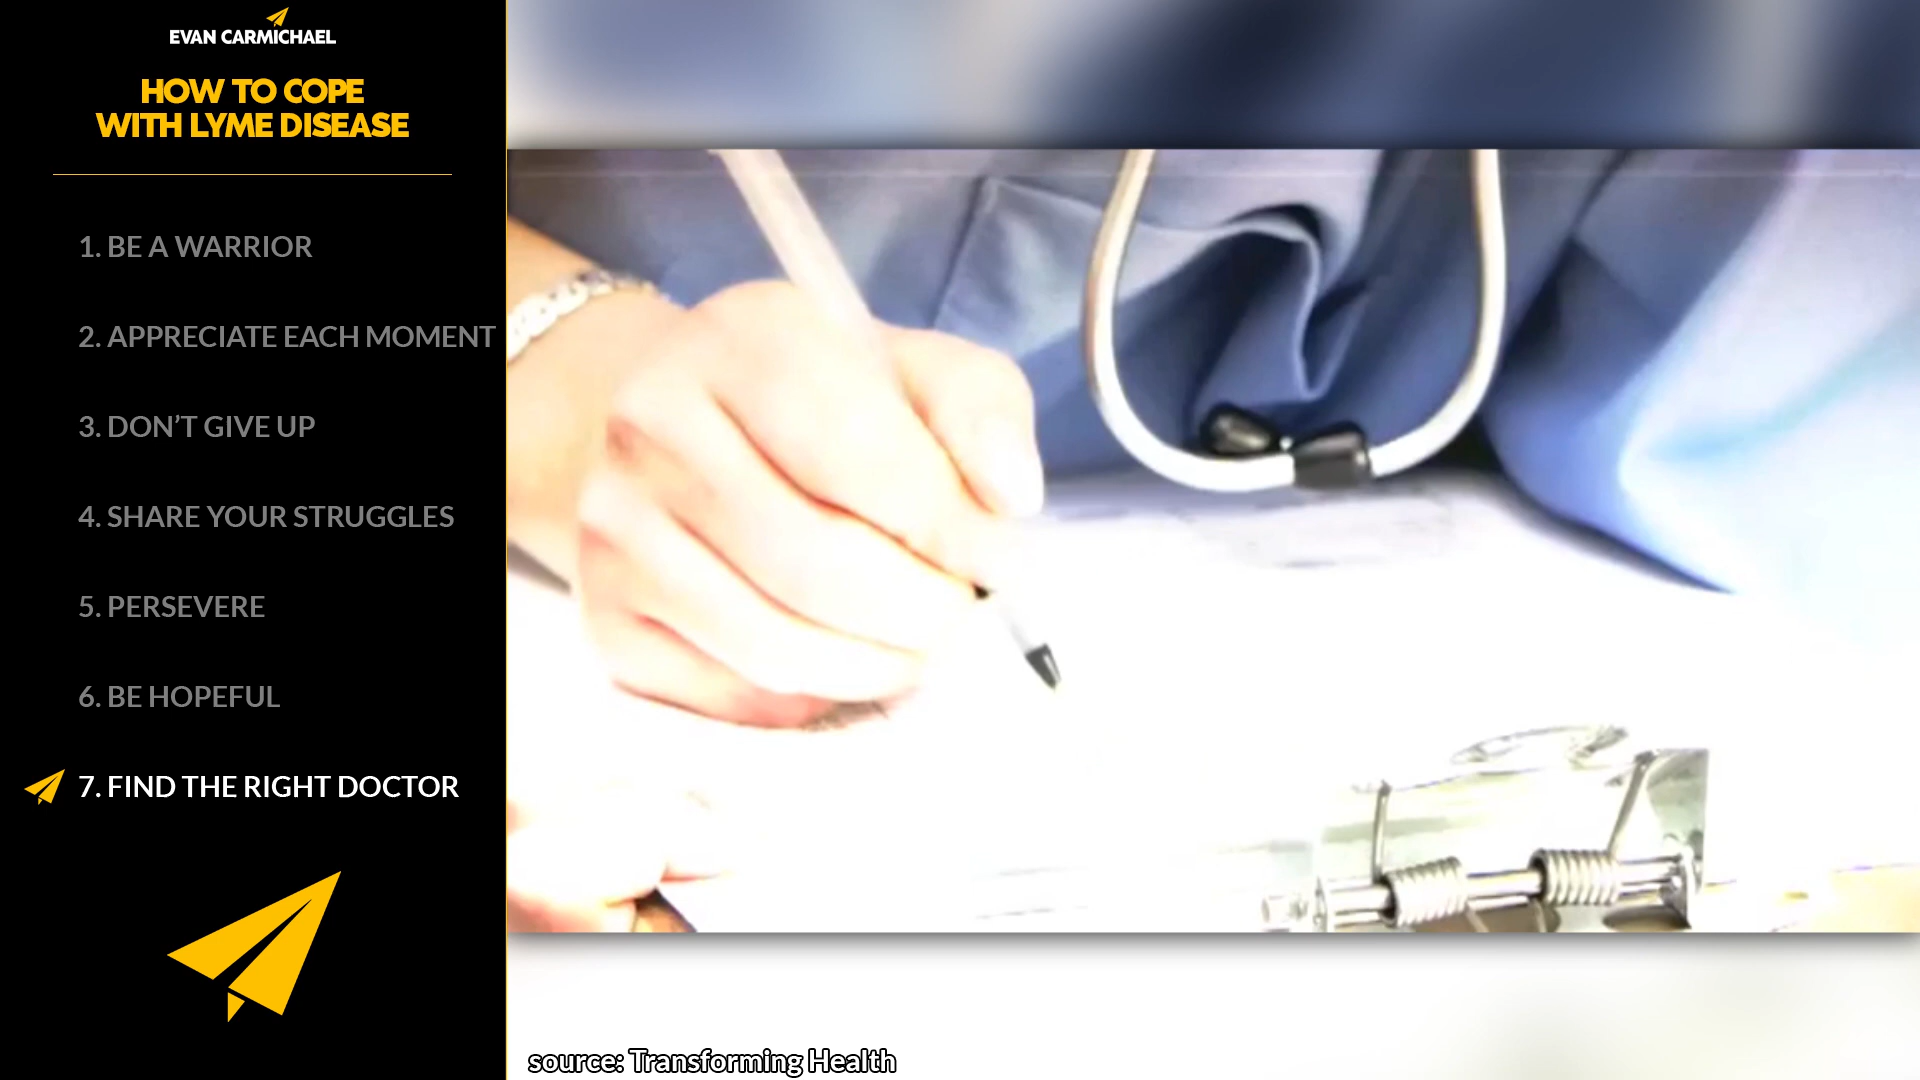 EVAN CARMICHAEL
HOW TO COPE
WITH LYME DISEASE
1. BE A WARRIOR
2. APPRECIATE EACH MOMENT
3. DON’T GIVE UP
4. SHARE YOUR STRUGGLES
5. PERSEVERE
6. BE HOPEFUL
7. FIND THE RIGHT DOCTOR
source: Transforming Health